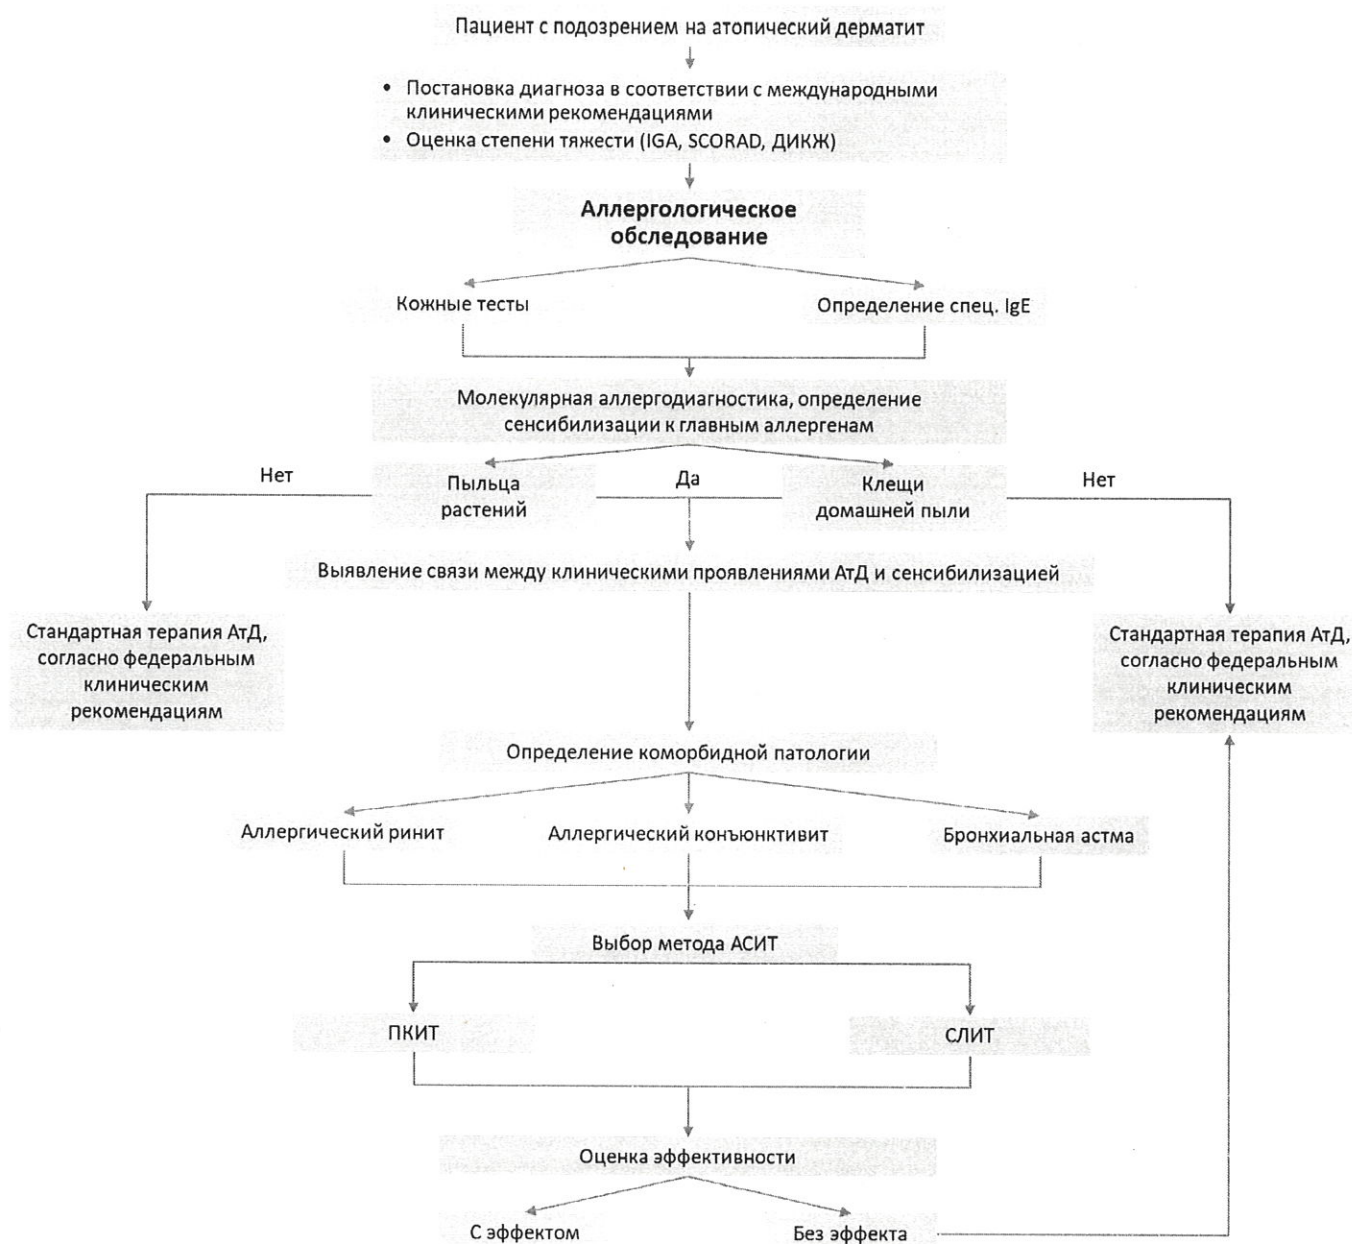 Пациент с подозрением на атопический дерматит
• Постановка диагноза в соответствии с международными
клиническими рекомендациями
• Оценка степени тяжести (IGA, SCORAD, ДИКЖ)
Аллергологическое
обследование
Кожные тесты
Определение спец. IgE
Молекулярная аллергодиагностика, определение
сенсибилизации к главным аллергенам
Нет
Пыльца
растений
Да
Клещи
домашней пыли
Нет
Выявление связи между клиническими проявлениями АтД и сенсибилизацией
Стандартная терапия АтД,
согласно федеральным
клиническим
рекомендациям
Стандартная терапия АтД,
согласно федеральным
клиническим
рекомендациям
Определение коморбидной патологии
Аллергический ринит
Аллергический конъюнктивит
Бронхиальная астма
Выбор метода АСИТ
ПКИТ
СЛИТ
Оценка эффективности
С эффектом
Без эффекта